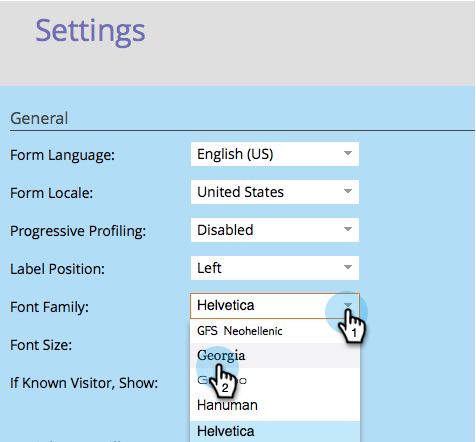 Settings
General
Form Language: English (US)
Form Locale: United States
Progressive Profiling: Disabled
Label Position: Left
Font Family: Helvetica
1
GFS Neohellenic
Font Size:
Georgia
2
If Known Visitor, Show:
Hanuman
Helvetica